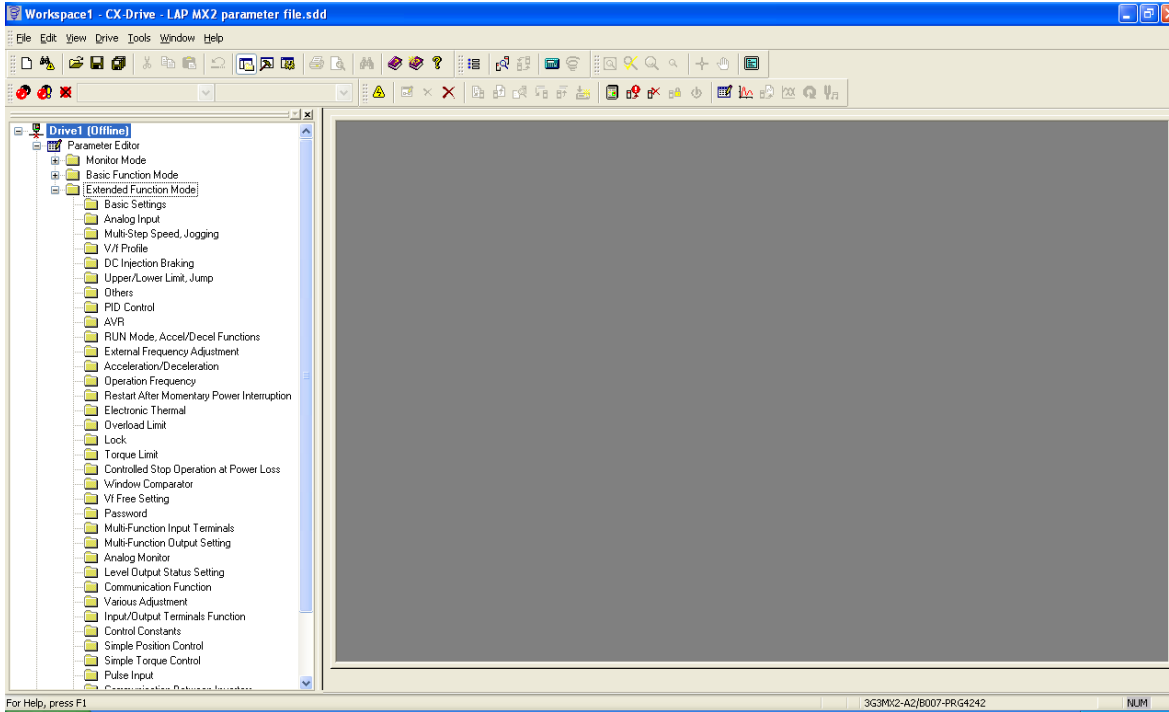 Workspace1 - CX-Drive - LAP MX2 parameter file.sdd
File Edit View Drive Tools Window Help
Drive1 (Offline)
Parameter Editor
Monitor Mode
Basic Function Mode
Extended Function Mode
Basic Settings
Analog Input
Multi-Step Speed, Jogging
V/f Profile
DC Injection Braking
Upper/Lower Limit, Jump
Others
PID Control
AVR
RUN Mode, Accel/Decel Functions
External Frequency Adjustment
Acceleration/Deceleration
Operation Frequency
Restart After Momentary Power Interruption
Electronic Thermal
Overload Limit
Lock
Torque Limit
Controlled Stop Operation at Power Loss
Window Comparator
Vf Free Setting
Password
Multi-Function Input Terminals
Multi-Function Output Setting
Analog Monitor
Level Output Status Setting
Communication Function
Various Adjustment
Input/Output Terminals Function
Control Constants
Simple Position Control
Simple Torque Control
Pulse Input
Communication Between Inverters
For Help, press F1
3G3MX2-A2/B007-PRG4242
NUM